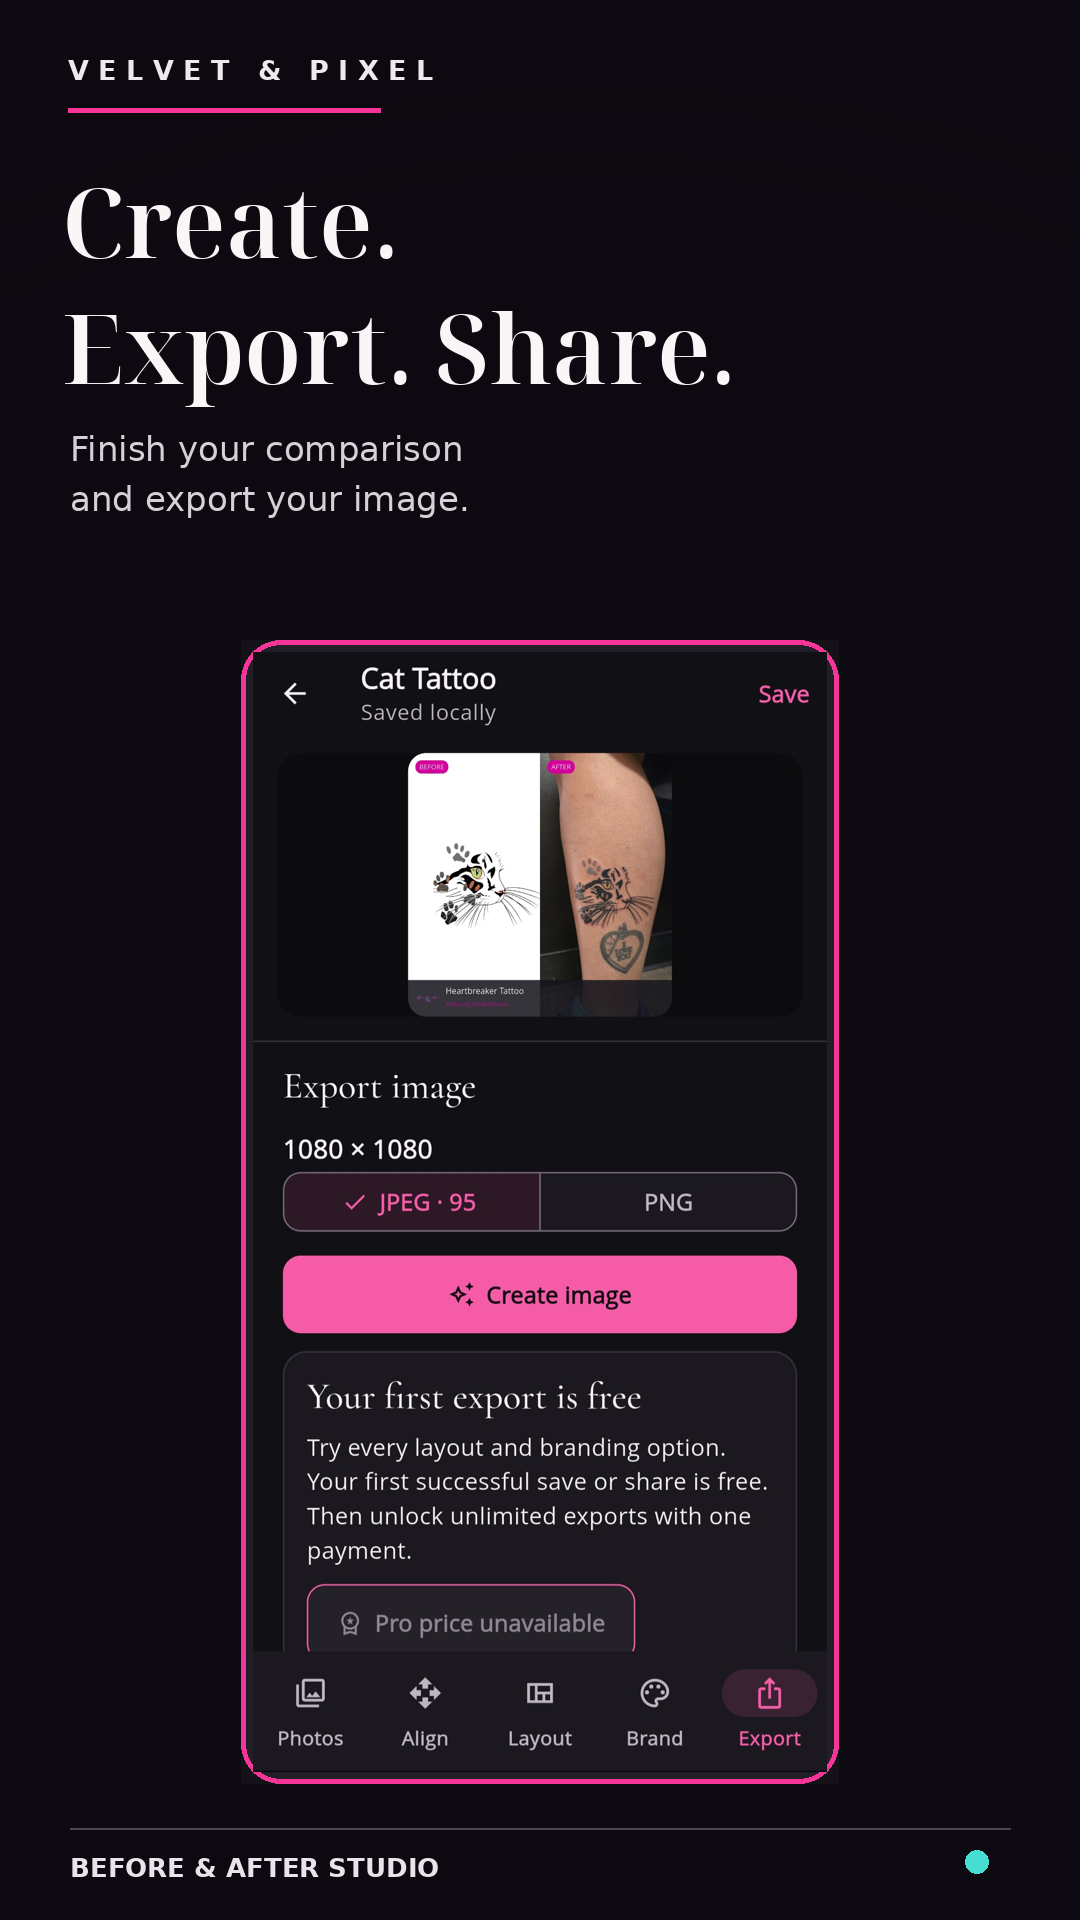 VELVET & PIXEL
Create.
Export. Share.
Finish your comparison
and export your image.
Cat Tattoo
Saved locally
Save
BEFORE
AFTER
I
LOVE
YOU
Heartbreaker Tattoo
Export image
1080 × 1080
JPEG · 95
PNG
Create image
Your first export is free
Try every layout and branding option.
Your first successful save or share is free.
Then unlock unlimited exports with one
payment.
Pro price unavailable
Photos
Align
Layout
Brand
Export
BEFORE & AFTER STUDIO